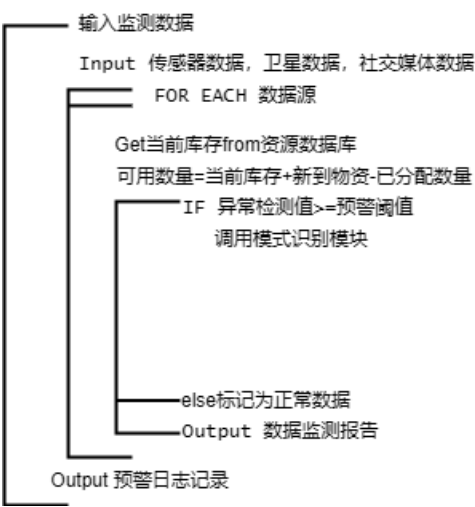 输入监测数据
Input 传感器数据，卫星数据，社交媒体数据
FOR EACH 数据源
Get当前库存from资源数据库
可用数量=当前库存+新到物资-已分配数量
IF 异常检测值>=预警阈值
调用模式识别模块
else标记为正常数据
Output 数据监测报告
Output 预警日志记录